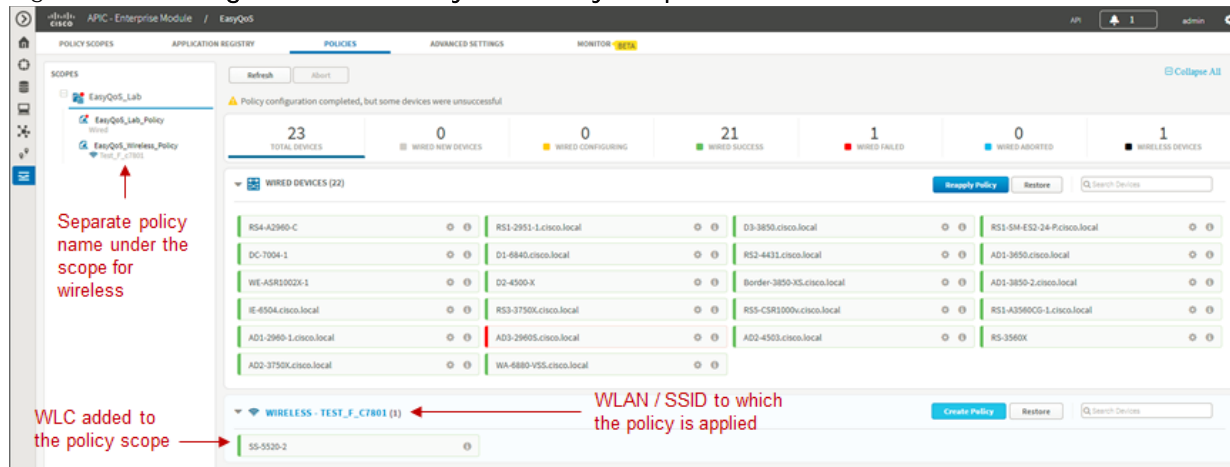 cisco APIC - Enterprise Module / EasyQoS
API 1 admin
POLICY SCOPES APPLICATION REGISTRY POLICIES ADVANCED SETTINGS MONITOR BETA
SCOPES
EasyQoS_Lab
EasyQoS_Lab_Policy
Wired
EasyQoS_Wireless_Policy
Test_F_c7801
Separate policy
name under the
scope for
wireless
Refresh Abort
Collapse All
Policy configuration completed, but some devices were unsuccessful
23 0 0 21 1 0 1
TOTAL DEVICES WIRED NEW DEVICES WIRED CONFIGURING WIRED SUCCESS WIRED FAILED WIRED ABORTED WIRELESS DEVICES
WIRED DEVICES (22) Reapply Policy Restore Search Devices
RS4-A2960-C RS1-2951-1.cisco.local D3-3850.cisco.local RS1-SM-ES2-24-P.cisco.local
DC-7004-1 D1-6840.cisco.local RS2-4431.cisco.local AD1-3650.cisco.local
WE-ASR1002X-1 D2-4500-X Border-3850-XS.cisco.local AD1-3850-2.cisco.local
IE-6504.cisco.local RS3-3750X.cisco.local RS5-CSR1000v.cisco.local RS1-A3560CG-1.cisco.local
AD1-2960-1.cisco.local AD3-2960S.cisco.local AD2-4503.cisco.local RS-3560X
AD2-3750X.cisco.local WA-6880-VSS.cisco.local
WIRELESS - TEST_F_C7801 (1) Create Policy Restore Search Devices
WLAN / SSID to which
the policy is applied
WLC added to
the policy scope
SS-5520-2